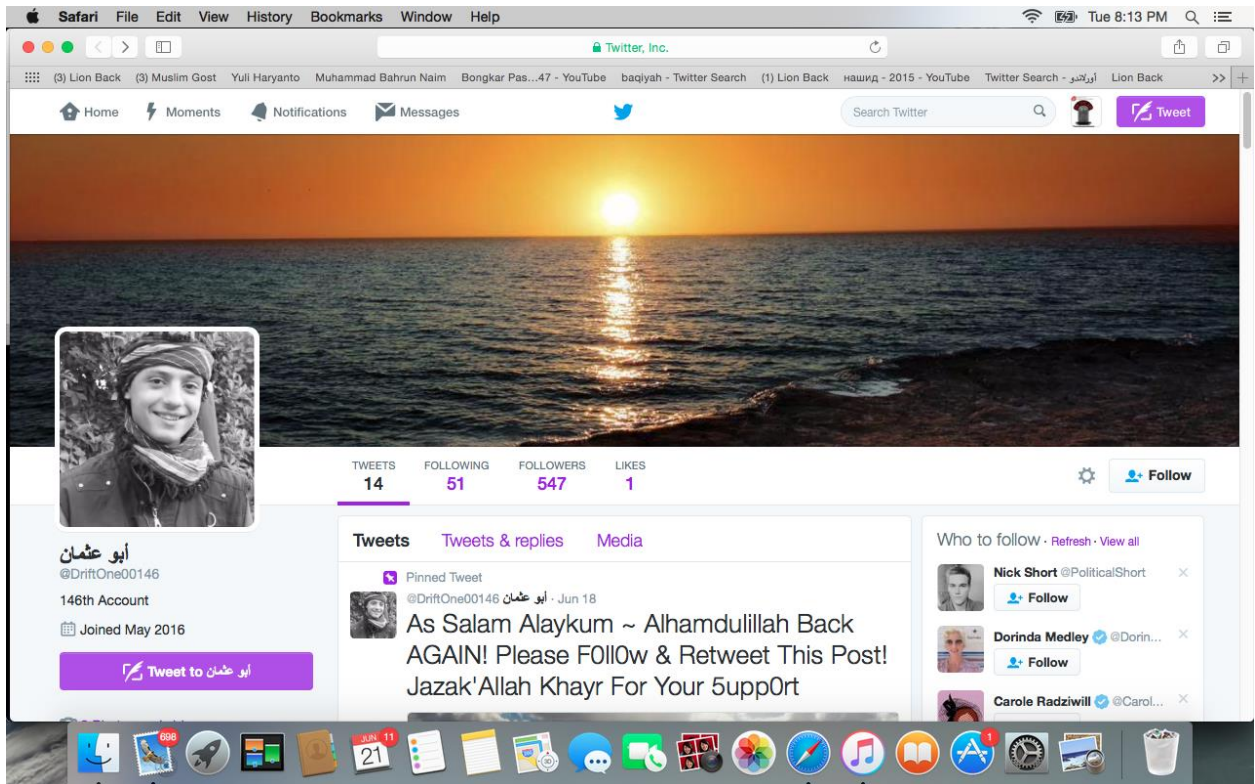 Safari File Edit View History Bookmarks Window Help Tue 8:13 PM
Twitter, Inc.
(3) Lion Back (3) Muslim Gost Yuli Haryanto Muhammad Bahrun Naim Bongkar Pas...47 - YouTube baqiyah - Twitter Search (1) Lion Back нашид - 2015 - YouTube Twitter Search - أورکتدو Lion Back >> +
Home Moments Notifications Messages Search Twitter Tweet
TWEETS FOLLOWING FOLLOWERS LIKES
14 51 547 1
Follow
أبو عثمان
@DriftOne00146
146th Account
Joined May 2016
Tweet to أبو عثمان
Tweets Tweets & replies Media
Pinned Tweet
@DriftOne00146 أبو عثمان · Jun 18
As Salam Alaykum ~ Alhamdulillah Back
AGAIN! Please F0ll0w & Retweet This Post!
Jazak'Allah Khayr For Your 5upp0rt
Who to follow · Refresh · View all
Nick Short @PoliticalShort
Follow
Dorinda Medley @Dorin...
Follow
Carole Radziwill @Carol...
698
JUN 11
21
3D
1